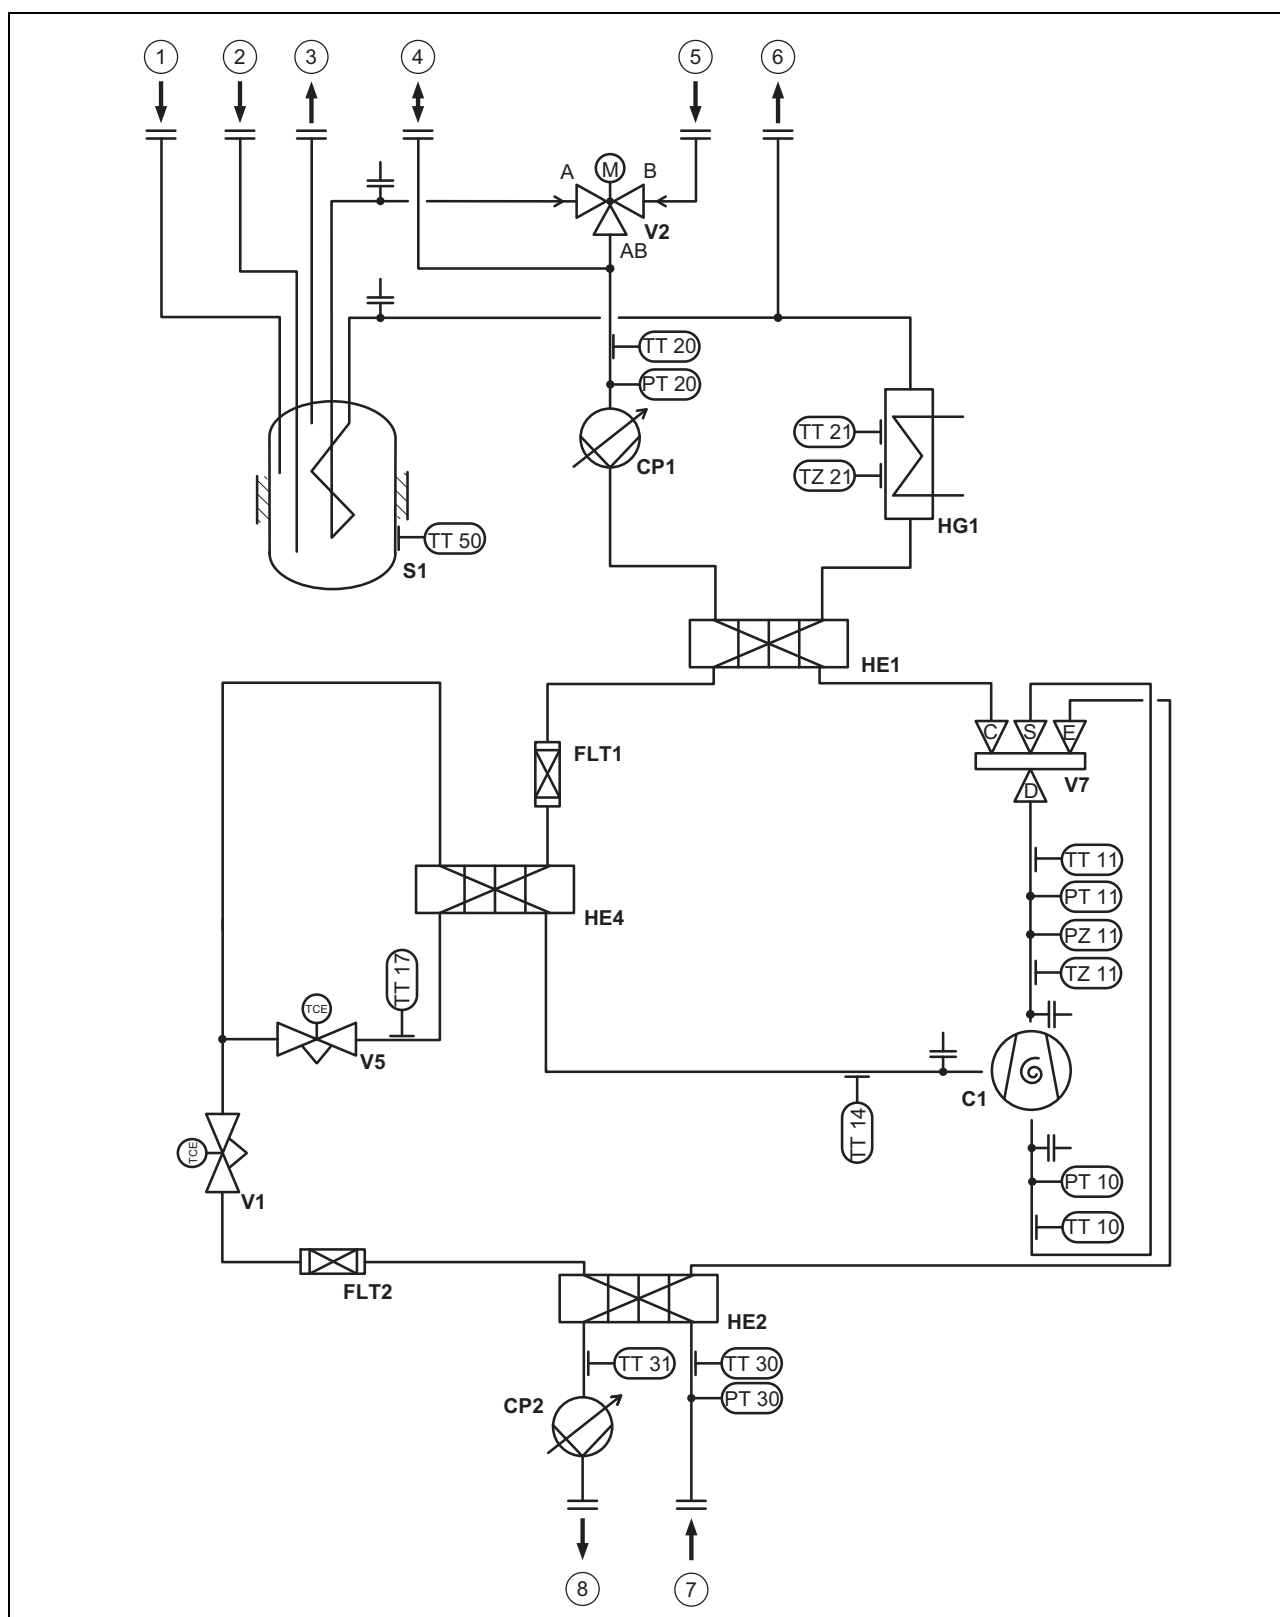 1 2 3 4 5 6
M
A B
V2
AB
TT 20
PT 20
TT 21
CP1
TZ 21
HG1
TT 50
S1
HE1
C S E
FLT1
V7
D
TT 11
PT 11
HE4
PZ 11
TT 17
TZ 11
TCE
V5
C1
TT 14
TCE
PT 10
V1
TT 10
FLT2
HE2
TT 31 TT 30
CP2 PT 30
8 7